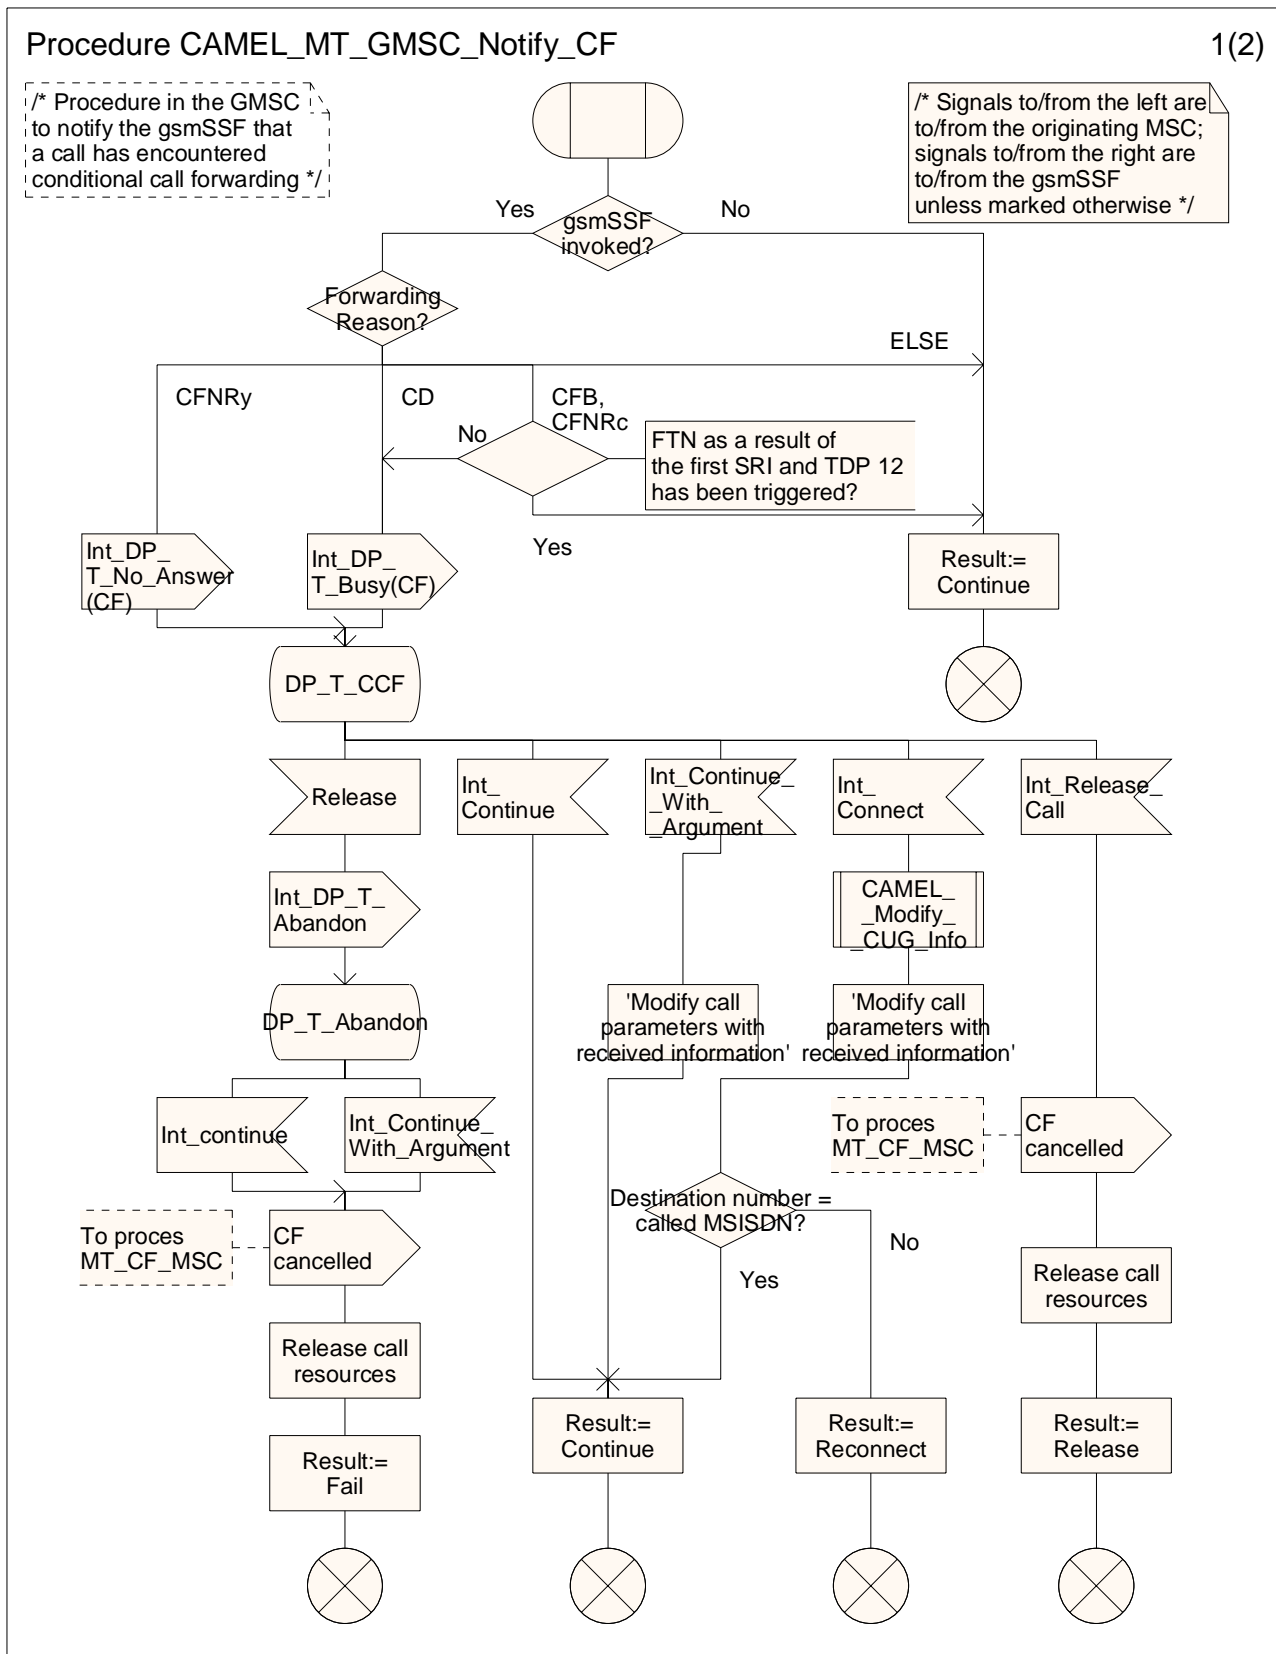 Procedure CAMEL_MT_GMSC_Notify_CF
1(2)
/* Procedure in the GMSC
to notify the gsmSSF that
a call has encountered
conditional call forwarding */
/* Signals to/from the left are
to/from the originating MSC;
signals to/from the right are
to/from the gsmSSF
unless marked otherwise */
Yes
gsmSSF
invoked?
No
Forwarding
Reason?
ELSE
CFNRy
CD
CFB,
CFNRc
No
FTN as a result of
the first SRI and TDP 12
has been triggered?
Yes
Int_DP_
T_No_Answer
(CF)
Int_DP_
T_Busy(CF)
Result:=
Continue
DP_T_CCF
Release
Int_
Continue
Int_Continue_
_With_
_Argument
Int_
Connect
Int_Release_
Call
Int_DP_T_
Abandon
CAMEL_
_Modify_
_CUG_Info
DP_T_Abandon
'Modify call
parameters with
received information'
'Modify call
parameters with
received information'
Int_continue
Int_Continue_
With_Argument
To proces
MT_CF_MSC
CF
cancelled
Destination number =
called MSISDN?
No
Yes
To proces
MT_CF_MSC
CF
cancelled
Release call
resources
Release call
resources
Result:=
Continue
Result:=
Reconnect
Result:=
Release
Result:=
Fail